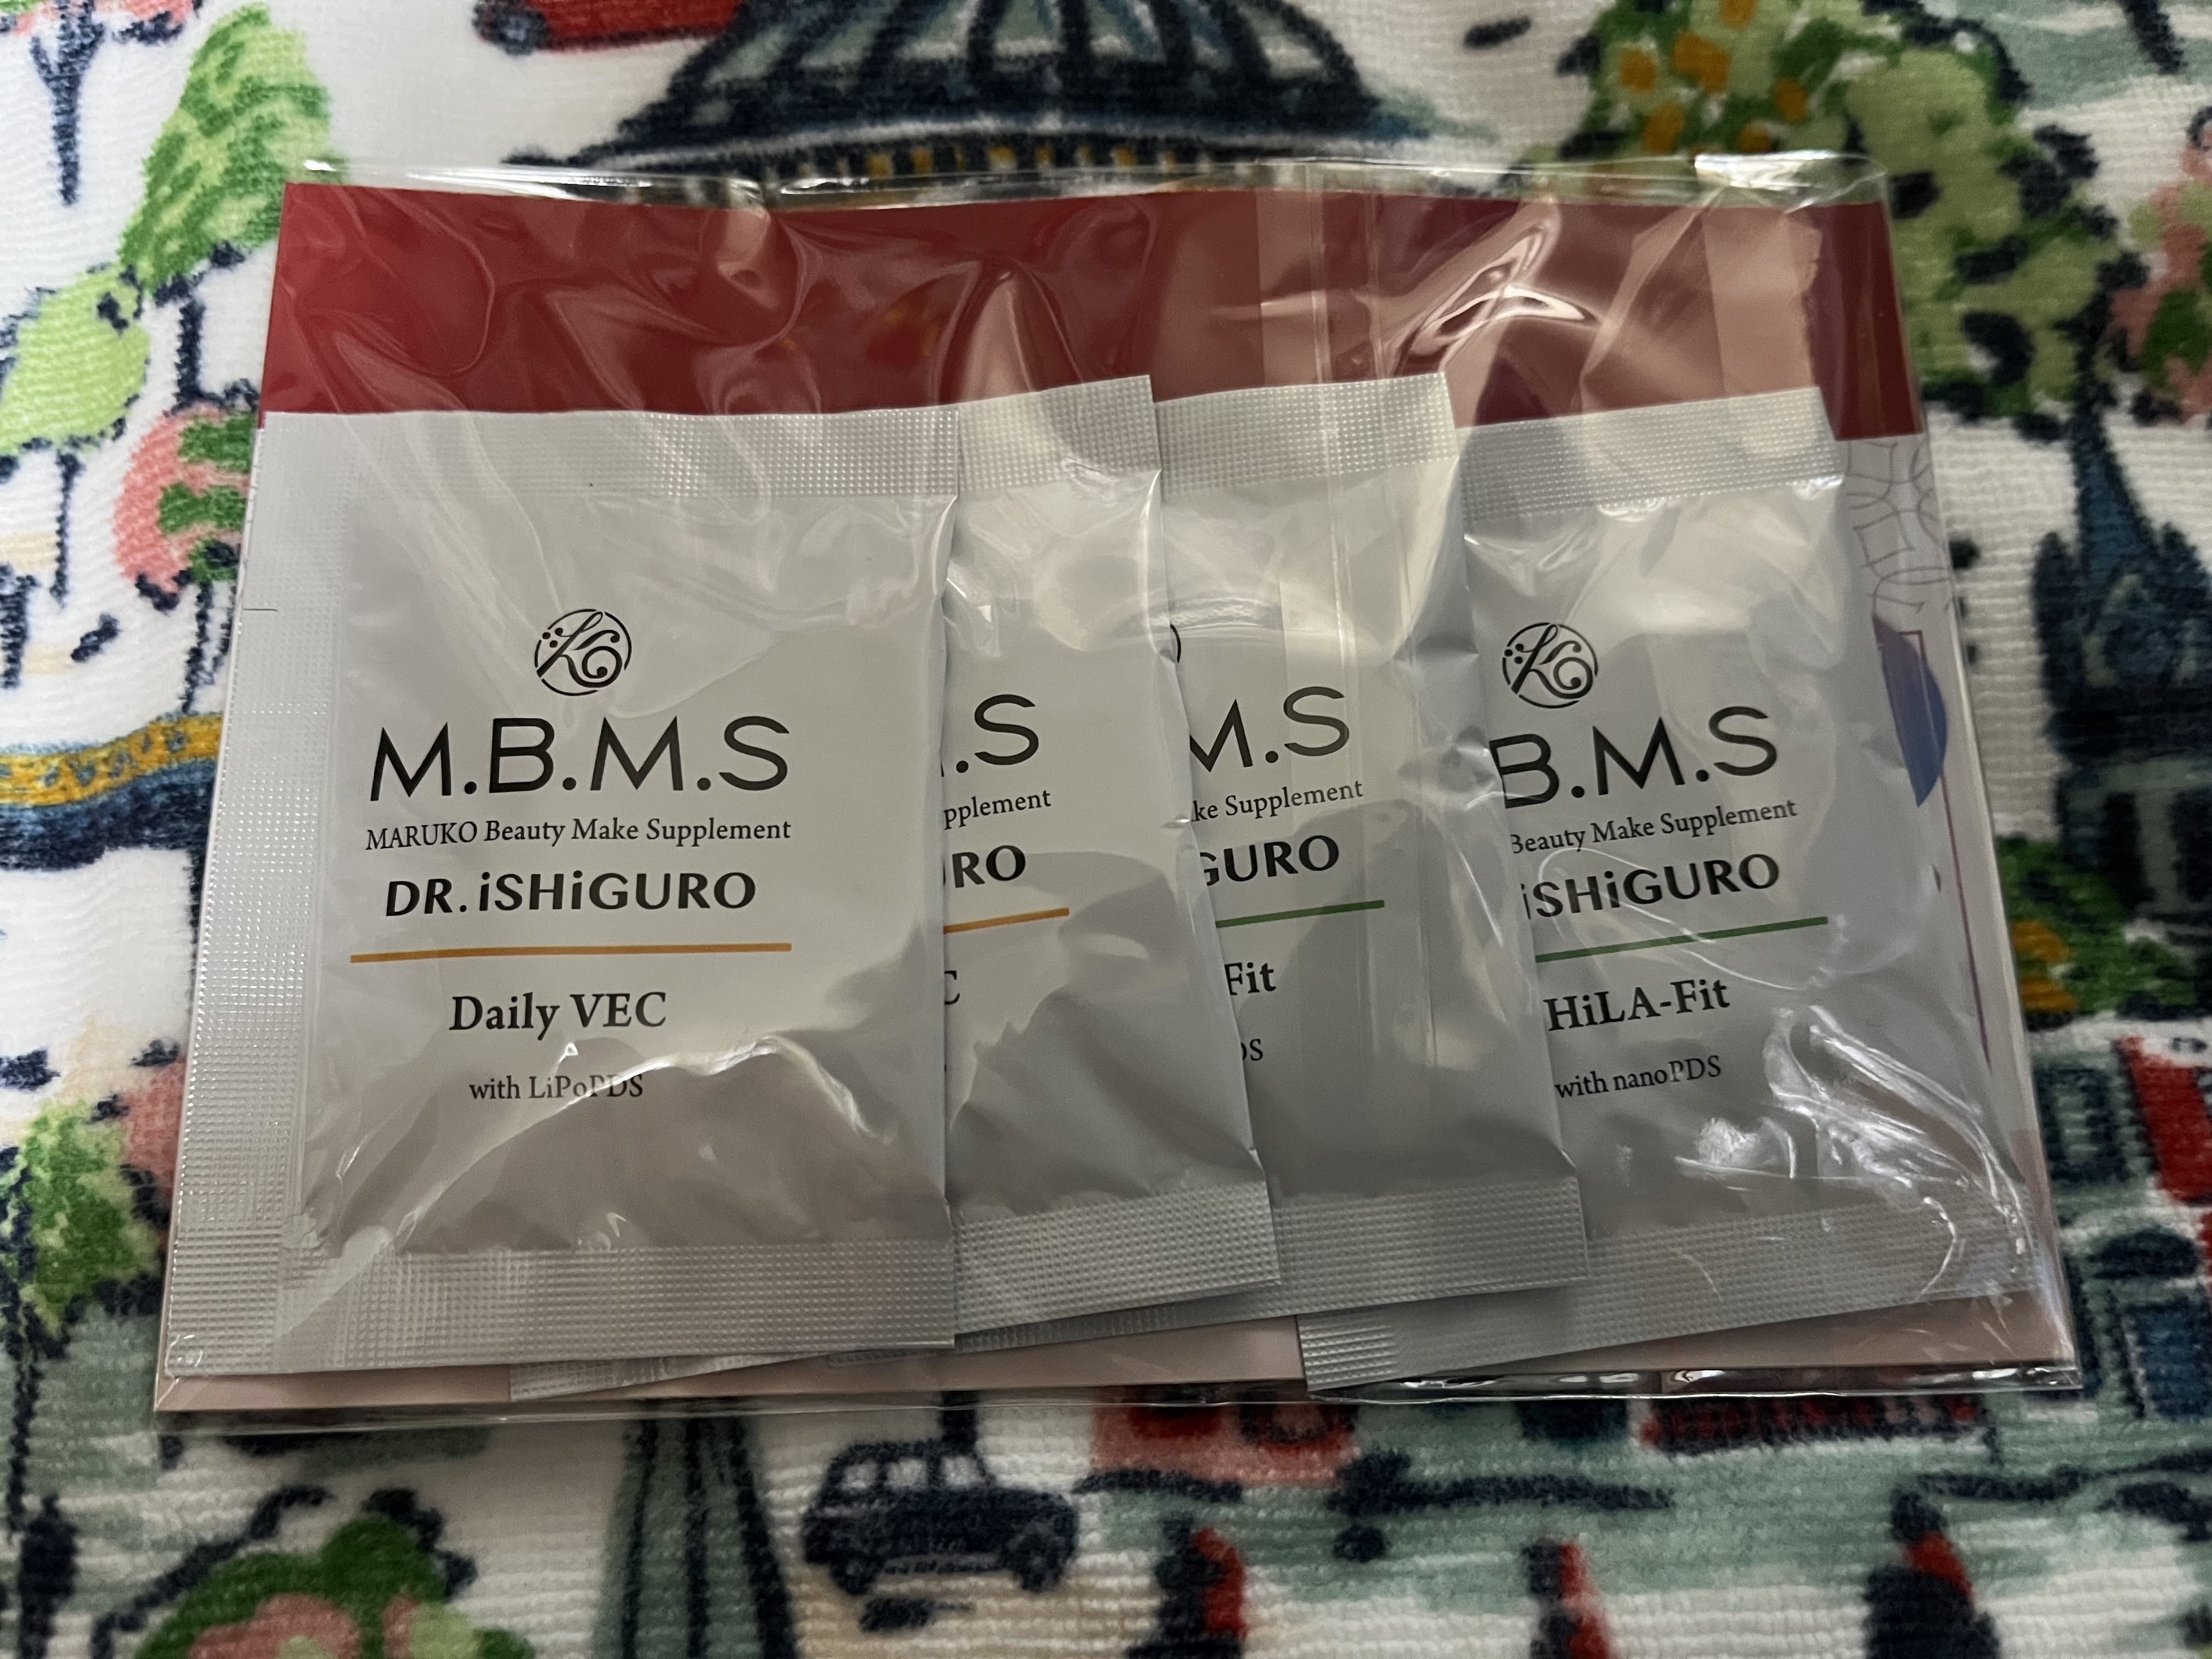 M.B.M.S
MARUKO Beauty Make Supplement
DR.iSHiGURO
Daily VEC
with LiPoPDS
.S
pplement
RO
C
M.S
ke Supplement
GURO
Fit
DS
B.M.S
Beauty Make Supplement
iSHiGURO
HiLA-Fit
with nanoPDS